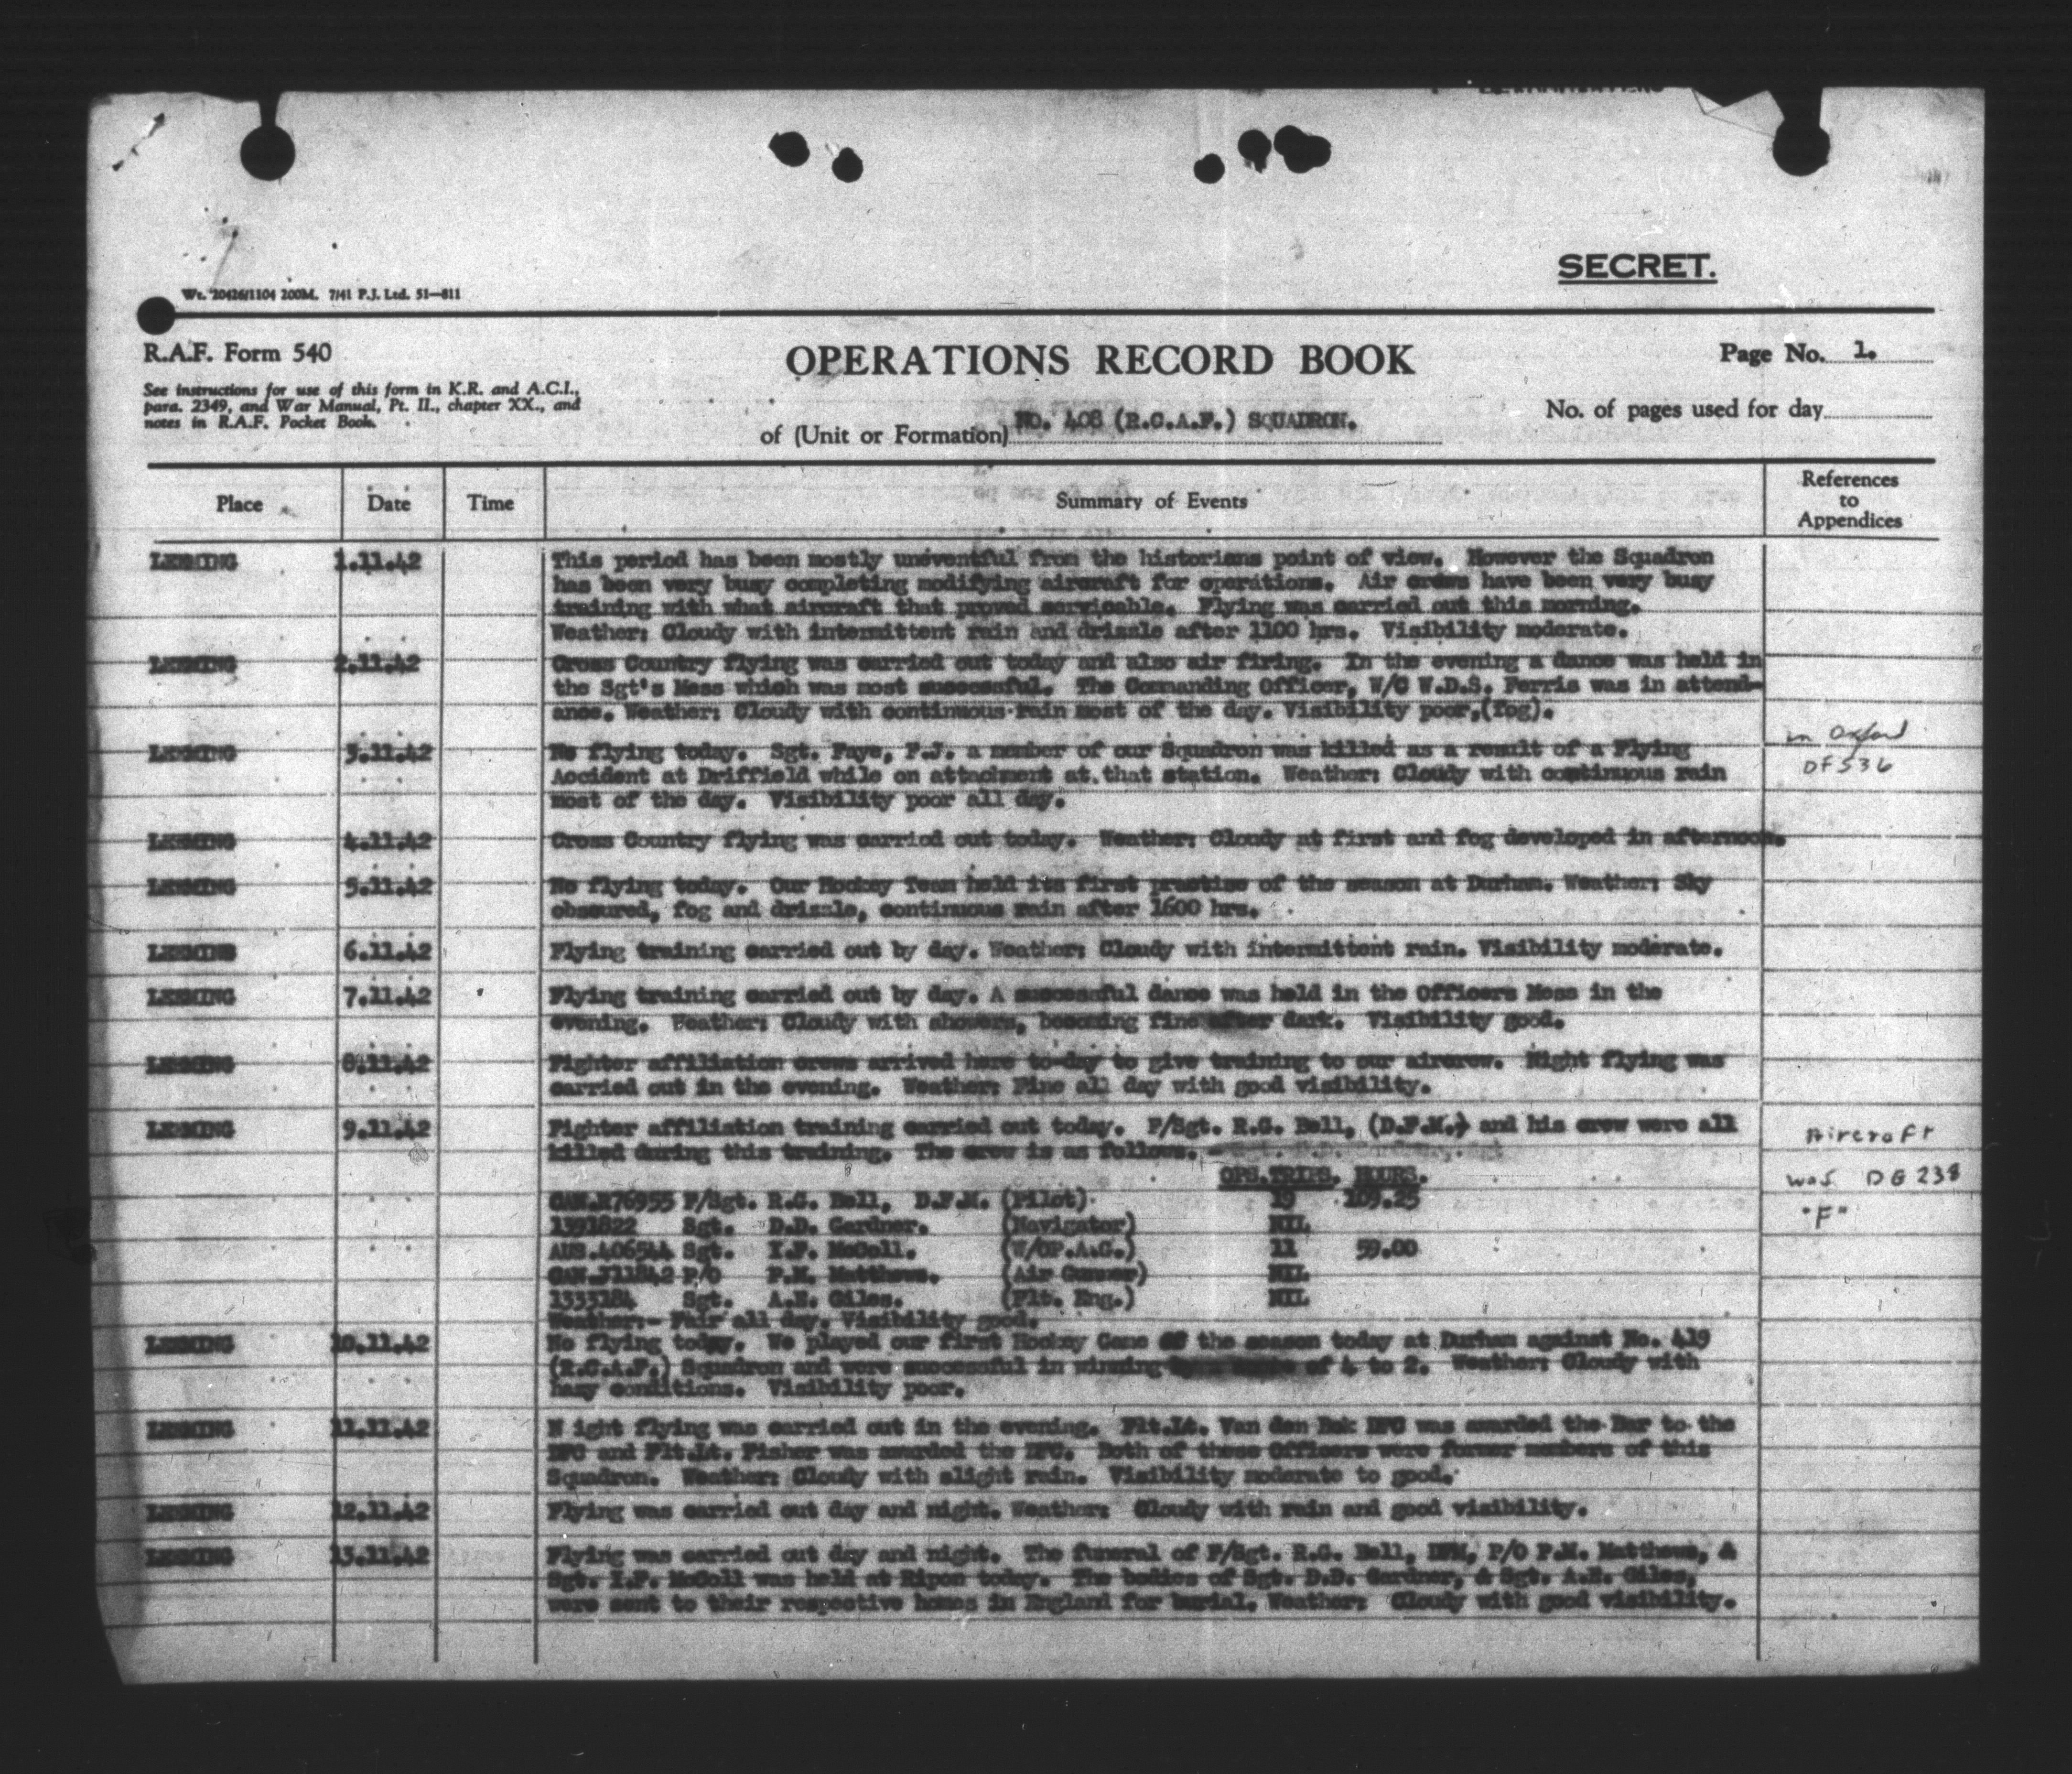 SECRET.
Wt. 20426/1104 200M. 7/41 P.J. Ltd. 51—811
R.A.F. Form 540
OPERATIONS RECORD BOOK
Page No. 1.
See instructions for use of this form in K.R. and A.C.I.,
para. 2349, and War Manual, Pt. II., chapter XX., and
notes in R.A.F. Pocket Book.
No. of pages used for day
of (Unit or Formation) NO. 408 (R.C.A.F.) SQUADRON.
Place Date Time Summary of Events References to Appendices
LEEMING 1.11.42 This period has been mostly uneventful from the historians point of view. However the Squadron
has been very busy completing modifying aircraft for operations. Air crews have been very busy
training with what aircraft that proved servicable. Flying was carried out this morning.
Weather: Cloudy with intermittent rain and drizzle after 1100 hrs. Visibility moderate.
LEEMING 2.11.42 Cross Country flying was carried out today and also air firing. In the evening a dance was held in
the Sgt's Mess which was most successful. The Commanding Officer, W/C W.D.S. Ferris was in attend-
ance. Weather: Cloudy with continuous rain most of the day. Visibility poor,(fog).
LEEMING 3.11.42 No flying today. Sgt. Faye, F.J. a member of our Squadron was killed as a result of a Flying
Accident at Driffield while on attachment at that station. Weather: Cloudy with continuous rain
most of the day. Visibility poor all day.
in Oxford
DF536
LEEMING 4.11.42 Cross Country flying was carried out today. Weather: Cloudy at first and fog developed in afternoon.
LEEMING 5.11.42 No flying today. Our Hockey Team held its first practise of the season at Durham. Weather: Sky
obscured, fog and drizzle, continuous rain after 1600 hrs.
LEEMING 6.11.42 Flying training carried out by day. Weather: Cloudy with intermittent rain. Visibility moderate.
LEEMING 7.11.42 Flying training carried out by day. A successful dance was held in the Officers Mess in the
evening. Weather: Cloudy with showers, becoming fine after dark. Visibility good.
LEEMING 8.11.42 Fighter affiliation crews arrived here to-day to give training to our aircrew. Night flying was
carried out in the evening. Weather: Fine all day with good visibility.
LEEMING 9.11.42 Fighter affiliation training carried out today. F/Sgt. R.G. Bell, (D.F.M.) and his crew were all
killed during this training. The crew is as follows.
OPS.TRIPS. HOURS.
CAN.R76955 F/Sgt. R.G. Bell, D.F.M. (Pilot) 19 109.25
1391822 Sgt. D.D. Gardner. (Navigator) NIL
AUS.406544 Sgt. I.F. McColl. (W/OP.A.G.) 11 59.00
CAN.J11842 P/O P.M. Matthews. (Air Gunner) NIL
1333184 Sgt. A.E. Giles. (Flt. Eng.) NIL
Weather:- Fair all day. Visibility good.
Aircraft
was DG 238
"F"
LEEMING 10.11.42 No flying today. We played our first Hockey Game of the season today at Durham against No. 419
(R.C.A.F.) Squadron and were successful in winning of 4 to 2. Weather: Cloudy with
hazy conditions. Visibility poor.
LEEMING 11.11.42 N ight flying was carried out in the evening. Flt.Lt. Van den Bok DFC was awarded the Bar to the
DFC and Flt.Lt. Fisher was awarded the DFC. Both of these Officers were former members of this
Squadron. Weather: Cloudy with slight rain. Visibility moderate to good.
LEEMING 12.11.42 Flying was carried out day and night. Weather: Cloudy with rain and good visibility.
LEEMING 13.11.42 Flying was carried out day and night. The funeral of F/Sgt. R.G. Bell, DFM, P/O P.M. Matthews, &
Sgt. I.F. McColl was held at Ripon today. The bodies of Sgt. D.D. Gardner, & Sgt. A.E. Giles,
were sent to their respective homes in England for burial. Weather: Cloudy with good visibility.